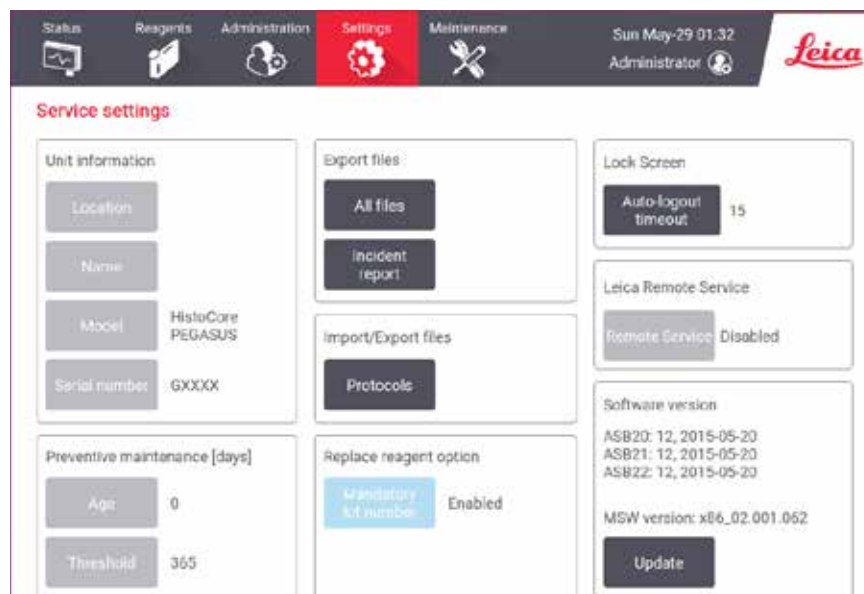 Status
Reagents
Administration
Settings
Maintenance
Sun May-29 01:32
Administrator
Leica
Service settings
Unit information
Location
Name
Model
HistoCore
PEGASUS
Serial number
GXXXX
Preventive maintenance [days]
Age
0
Threshold
365
Export files
All files
Incident
report
Import/Export files
Protocols
Replace reagent option
Mandatory
lot number
Enabled
Lock Screen
Auto-logout
timeout
15
Leica Remote Service
Remote Service
Disabled
Software version
ASB20: 12, 2015-05-20
ASB21: 12, 2015-05-20
ASB22: 12, 2015-05-20
MSW version: x86_02.001.062
Update